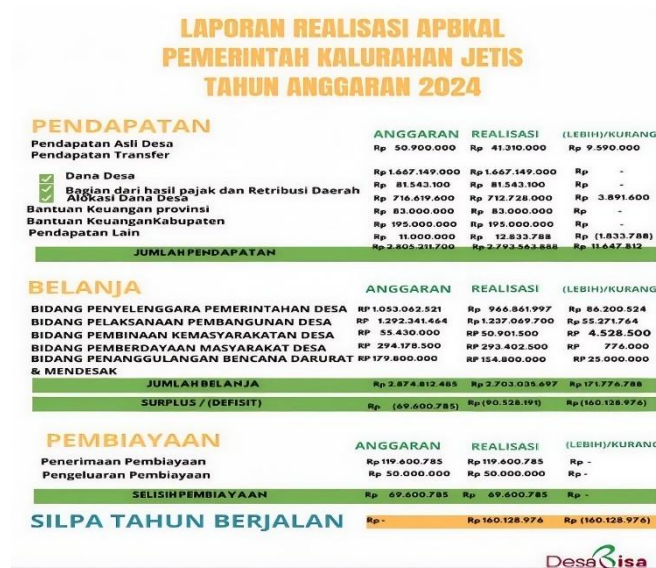 LAPORAN REALISASI APBKAL
PEMERINTAH KALURAHAN JETIS
TAHUN ANGGARAN 2024
PENDAPATAN ANGGARAN REALISASI (LEBIH)/KURANG
Pendapatan Asli Desa Rp 50.900.000 Rp 41.310.000 Rp 9.590.000
Pendapatan Transfer
Dana Desa Rp 1.667.149.000 Rp 1.667.149.000 Rp -
Bagian dari hasil pajak dan Retribusi Daerah Rp 81.543.100 Rp 81.543.100 Rp -
Alokasi Dana Desa Rp 716.619.600 Rp 712.728.000 Rp 3.891.600
Bantuan Keuangan provinsi Rp 83.000.000 Rp 83.000.000 Rp -
Bantuan KeuanganKabupaten Rp 195.000.000 Rp 195.000.000 Rp -
Pendapatan Lain Rp 11.000.000 Rp 12.833.788 Rp (1.833.788)
JUMLAH PENDAPATAN Rp 2.805.211.700 Rp 2.793.563.888 Rp 11.647.812
BELANJA ANGGARAN REALISASI (LEBIH)/KURANG
BIDANG PENYELENGGARA PEMERINTAHAN DESA RP 1.053.062.521 Rp 966.861.997 Rp 86.200.524
BIDANG PELAKSANAAN PEMBANGUNAN DESA RP 1.292.341.464 Rp 1.237.069.700 Rp 55.271.764
BIDANG PEMBINAAN KEMASYARAKATAN DESA RP 55.430.000 RP 50.901.500 RP 4.528.500
BIDANG PEMBERDAYAAN MASYARAKAT DESA RP 294.178.500 RP 293.402.500 RP 776.000
BIDANG PENANGGULANGAN BENCANA DARURAT RP 179.800.000 RP 154.800.000 RP 25.000.000
& MENDESAK
JUMLAH BELANJA Rp 2.874.812.485 Rp 2.703.035.697 Rp 171.776.788
SURPLUS / (DEFISIT) Rp (69.600.785) Rp (90.528.191) Rp (160.128.976)
PEMBIAYAAN ANGGARAN REALISASI (LEBIH)/KURANG
Penerimaan Pembiayaan Rp 119.600.785 Rp 119.600.785 Rp -
Pengeluaran Pembiayaan Rp 50.000.000 Rp 50.000.000 Rp -
SELISIH PEMBIAYAAN Rp 69.600.785 Rp 69.600.785 Rp -
SILPA TAHUN BERJALAN Rp - Rp 160.128.976 Rp (160.128.976)
DesaBisa